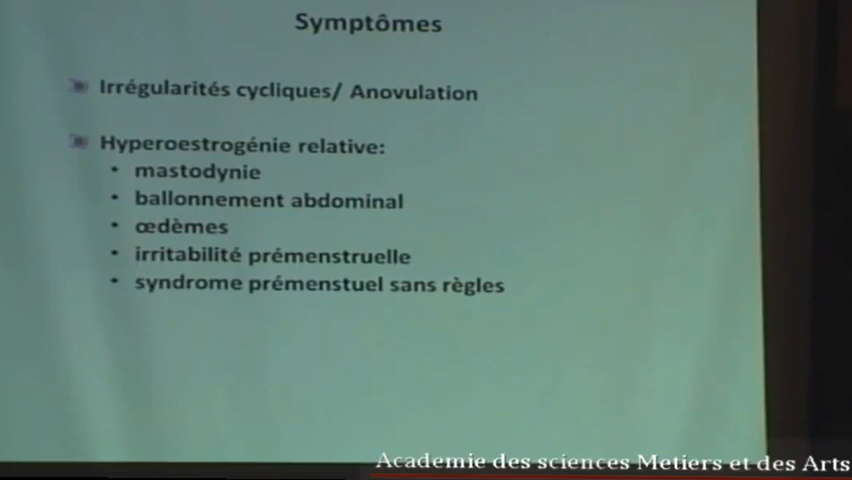 Symptômes
Irrégularités cycliques/ Anovulation
Hyperoestrogénie relative:
• mastodynie
• ballonnement abdominal
• œdèmes
• irritabilité prémenstruelle
• syndrome prémenstuel sans règles
Academie des sciences Metiers et des Arts